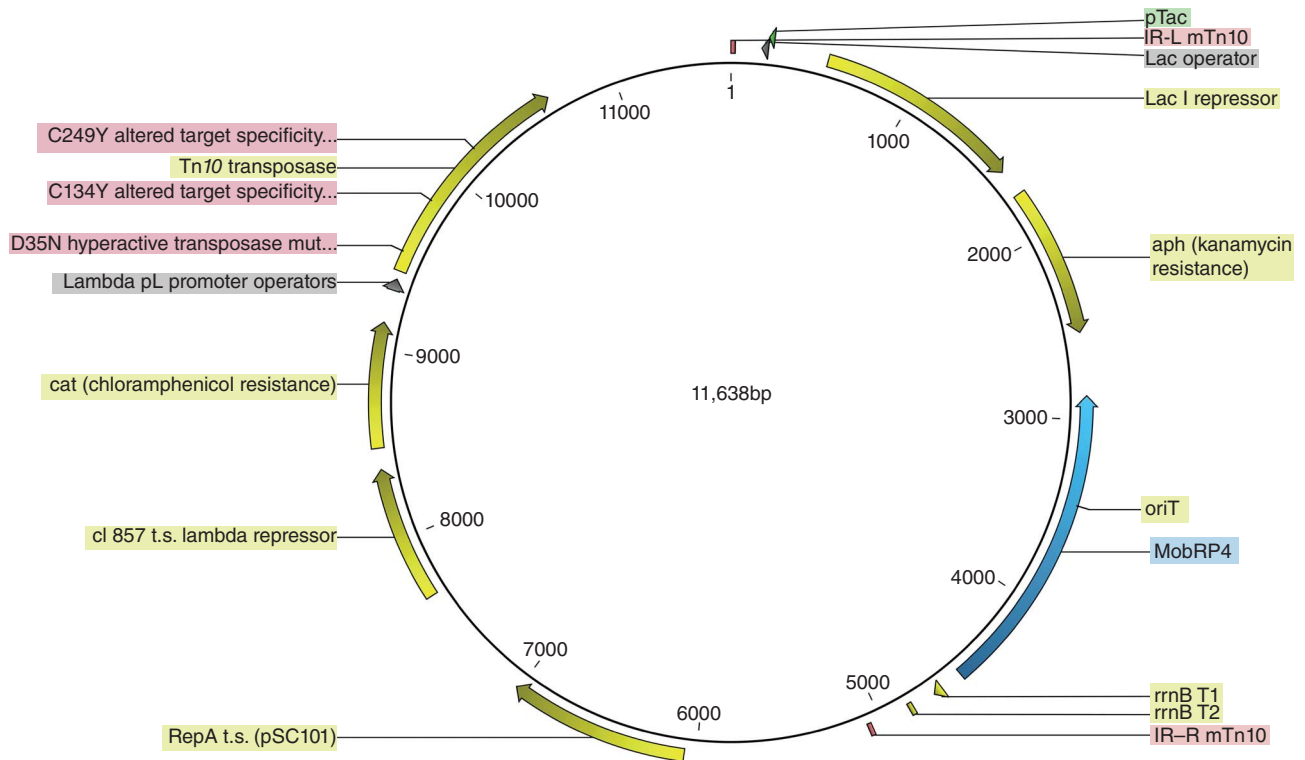 pTac
IR-L mTn10
Lac operator
Lac I repressor
aph (kanamycin
resistance)
oriT
MobRP4
rrnB T1
rrnB T2
IR–R mTn10
C249Y altered target specificity...
Tn10 transposase
C134Y altered target specificity...
D35N hyperactive transposase mut...
Lambda pL promoter operators
cat (chloramphenicol resistance)
cI 857 t.s. lambda repressor
RepA t.s. (pSC101)
1
1000
2000
3000
4000
5000
6000
7000
8000
9000
10000
11000
11,638bp